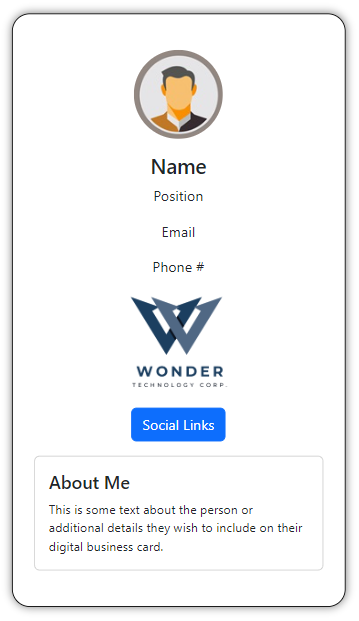 Name
Position
Email
Phone #
WONDER
TECHNOLOGY CORP.
Social Links
About Me
This is some text about the person or
additional details they wish to include on their
digital business card.